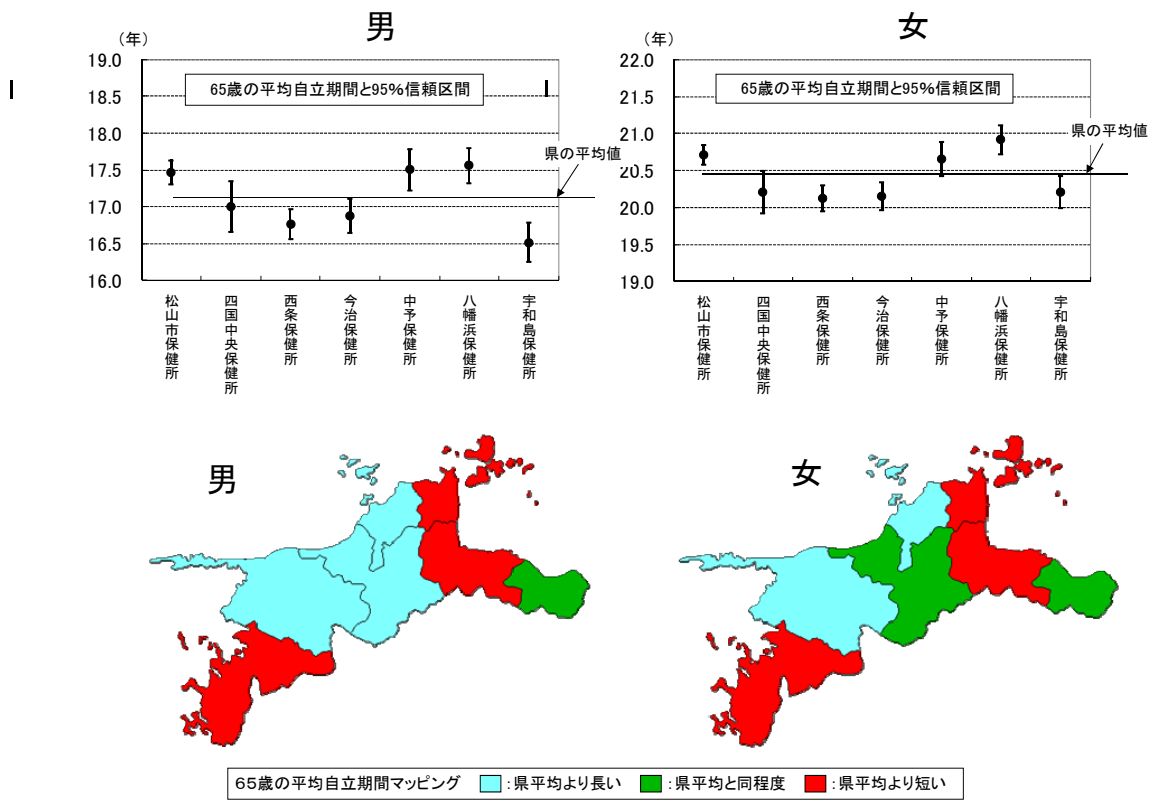 男
（年）
65歳の平均自立期間と95%信頼区間
19.0
18.5
18.0
17.5
17.0
16.5
16.0
県の平均値
松山市保健所
四国中央保健所
西条保健所
今治保健所
中予保健所
八幡浜保健所
宇和島保健所
女
（年）
65歳の平均自立期間と95%信頼区間
22.0
21.5
21.0
20.5
20.0
19.5
19.0
県の平均値
松山市保健所
四国中央保健所
西条保健所
今治保健所
中予保健所
八幡浜保健所
宇和島保健所
男
女
６５歳の平均自立期間マッピング ：県平均より長い ：県平均と同程度 ：県平均より短い